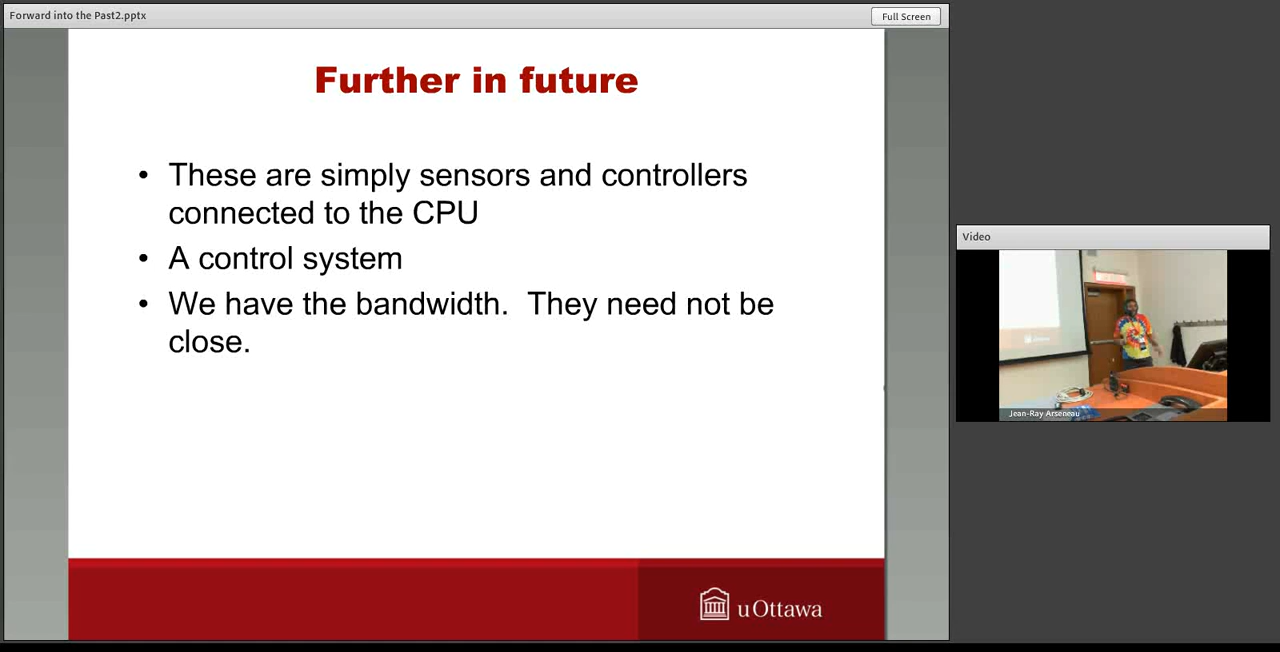 Forward into the Past2.pptx
Full Screen
Further in future
• These are simply sensors and controllers
connected to the CPU
• A control system
• We have the bandwidth.  They need not be
close.
uOttawa
Video
Jean-Ray Arseneau